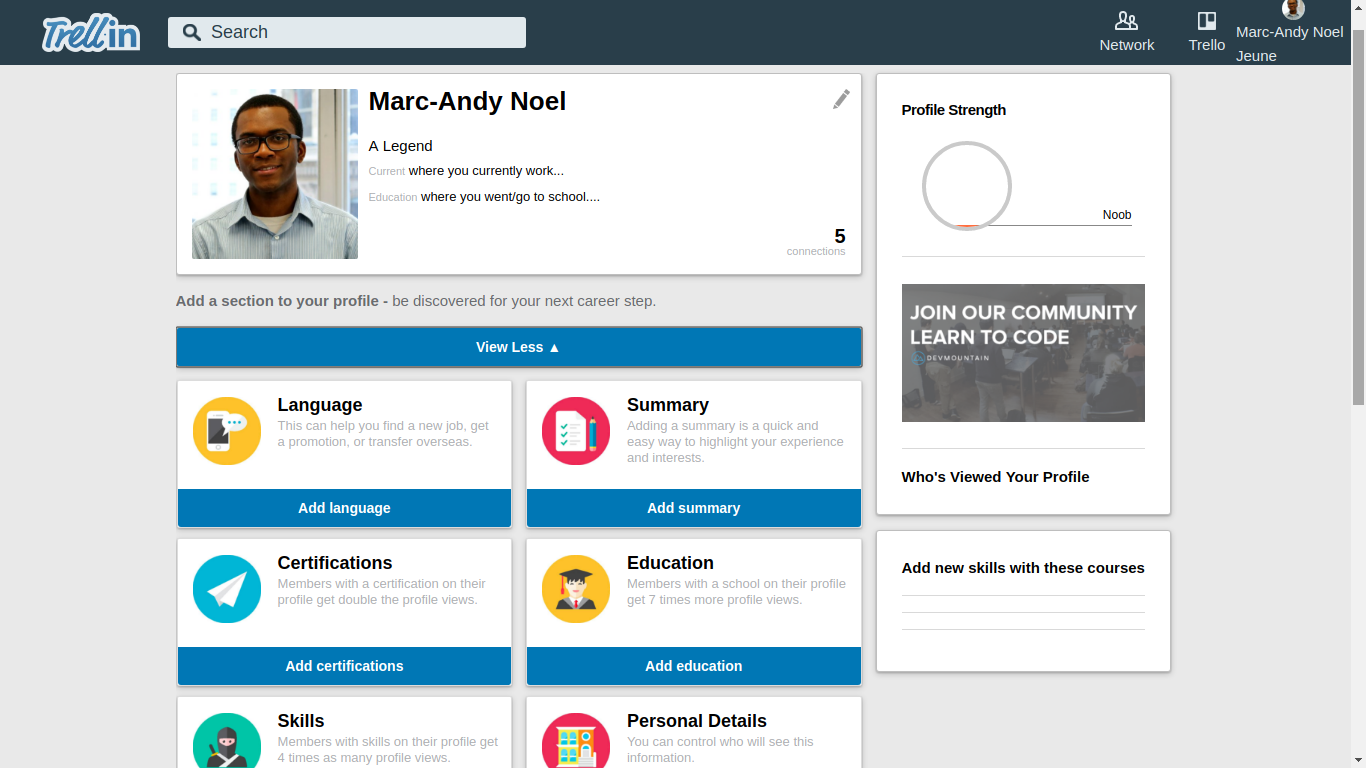 Trellin
Search
Network
Trello
Marc-Andy Noel
Jeune
Marc-Andy Noel
A Legend
Current where you currently work...
Education where you went/go to school....
5
connections
Add a section to your profile - be discovered for your next career step.
View Less ▲
Language
This can help you find a new job, get
a promotion, or transfer overseas.
Add language
Summary
Adding a summary is a quick and
easy way to highlight your experience
and interests.
Add summary
Certifications
Members with a certification on their
profile get double the profile views.
Add certifications
Education
Members with a school on their profile
get 7 times more profile views.
Add education
Skills
Members with skills on their profile get
4 times as many profile views.
Personal Details
You can control who will see this
information.
Profile Strength
Noob
JOIN OUR COMMUNITY
LEARN TO CODE
DEVMOUNTAIN
Who's Viewed Your Profile
Add new skills with these courses